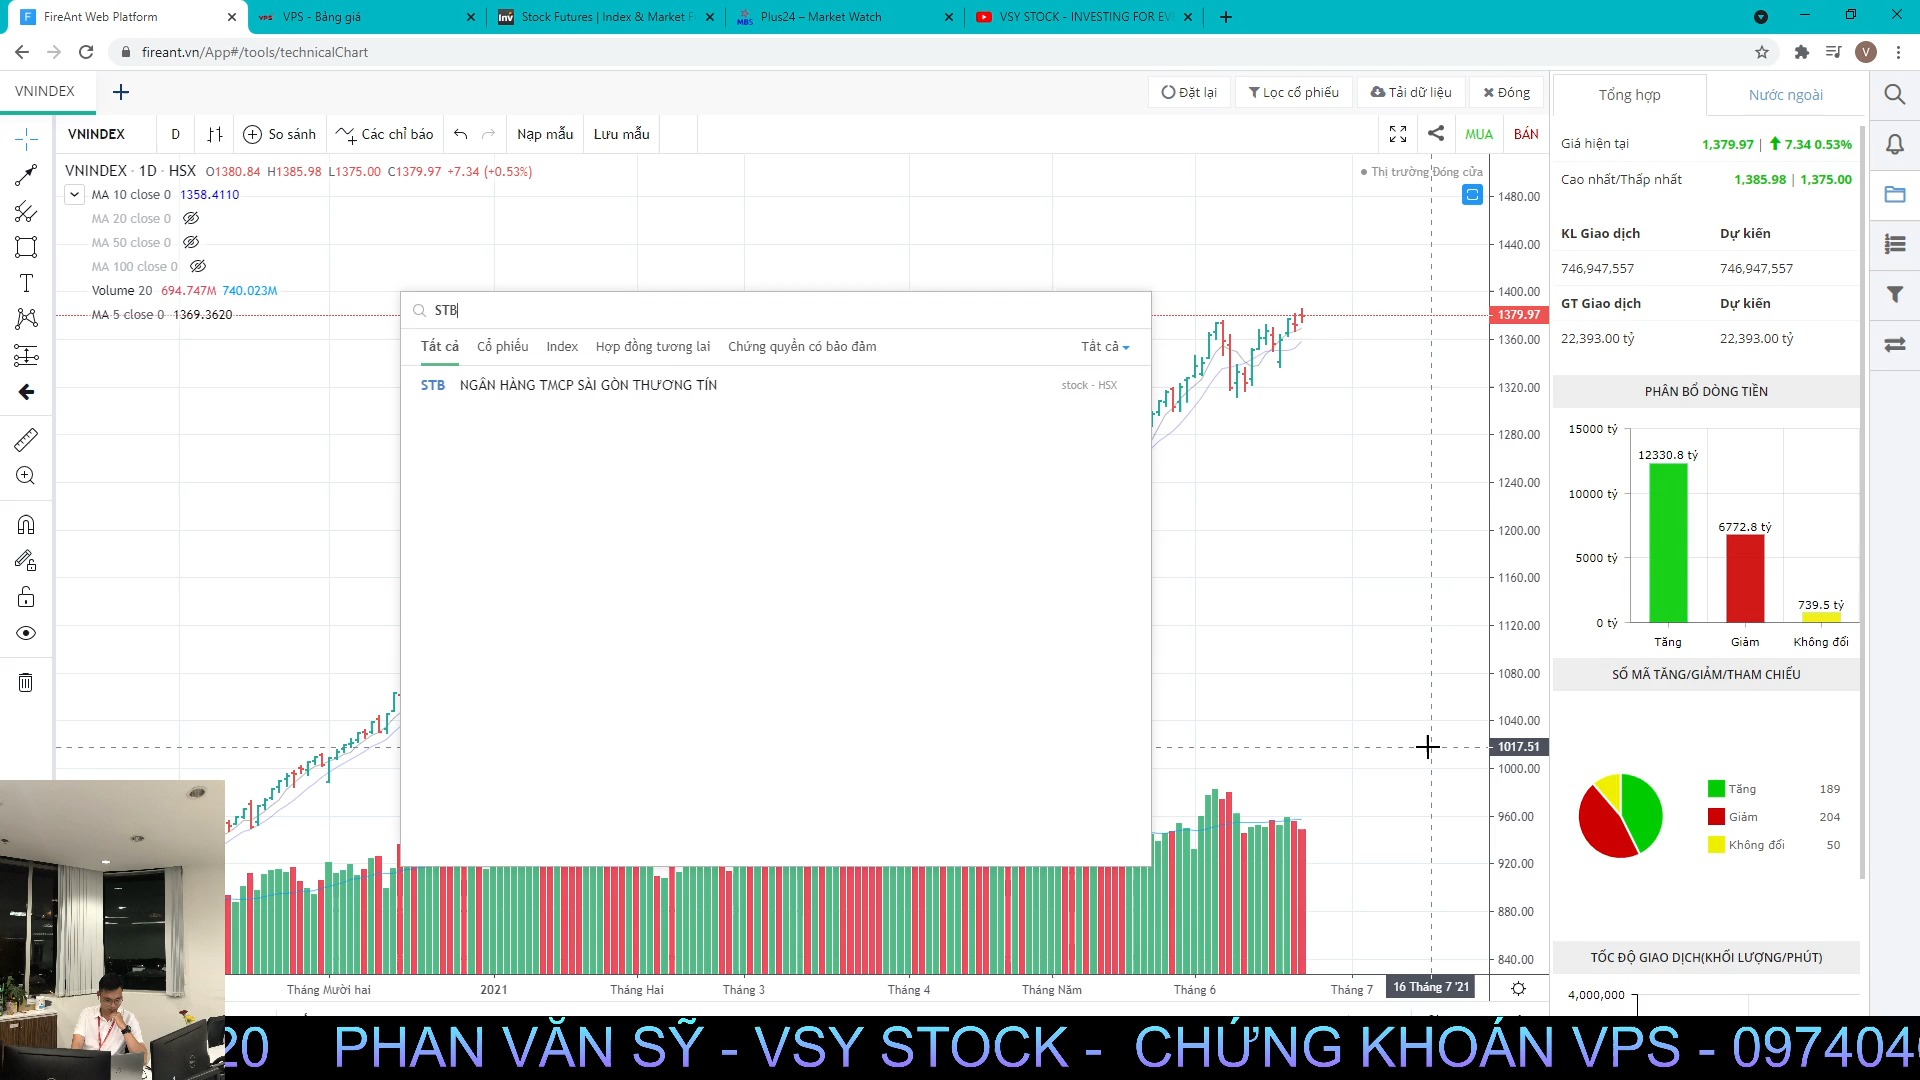 FireAnt Web Platform
VPS - Bảng giá
Stock Futures | Index & Market F
Plus24 – Market Watch
VSY STOCK - INVESTING FOR EVE
fireant.vn/App#/tools/technicalChart
V
VNINDEX
Đặt lại
Lọc cổ phiếu
Tải dữ liệu
Đóng
VNINDEX
D
So sánh
Các chỉ báo
Nạp mẫu
Lưu mẫu
MUA
BÁN
VNINDEX · 1D · HSX O1380.84 H1385.98 L1375.00 C1379.97 +7.34 (+0.53%)
Thị trường Đóng cửa
MA 10 close 0 1358.4110
MA 20 close 0
MA 50 close 0
MA 100 close 0
Volume 20 694.747M 740.023M
MA 5 close 0 1369.3620
STB
Tất cả
Cổ phiếu
Index
Hợp đồng tương lai
Chứng quyền có bảo đảm
Tất cả
STB NGÂN HÀNG TMCP SÀI GÒN THƯƠNG TÍN
stock - HSX
1480.00
1440.00
1400.00
1379.97
1360.00
1320.00
1280.00
1240.00
1200.00
1160.00
1120.00
1080.00
1040.00
1017.51
1000.00
960.00
920.00
880.00
840.00
Tháng Mười hai
2021
Tháng Hai
Tháng 3
Tháng 4
Tháng Năm
Tháng 6
Tháng 7
16 Tháng 7 '21
Tổng hợp
Nước ngoài
Giá hiện tại
1,379.97 | 7.34 0.53%
Cao nhất/Thấp nhất
1,385.98 | 1,375.00
KL Giao dịch
Dự kiến
746,947,557
746,947,557
GT Giao dịch
Dự kiến
22,393.00 tỷ
22,393.00 tỷ
PHÂN BỔ DÒNG TIỀN
15000 tỷ
10000 tỷ
5000 tỷ
0 tỷ
12330.8 tỷ
6772.8 tỷ
739.5 tỷ
Tăng
Giảm
Không đổi
SỐ MÃ TĂNG/GIẢM/THAM CHIẾU
Tăng 189
Giảm 204
Không đổi 50
TỐC ĐỘ GIAO DỊCH(KHỐI LƯỢNG/PHÚT)
4,000,000
20 PHAN VĂN SỸ - VSY STOCK - CHỨNG KHOÁN VPS - 097404